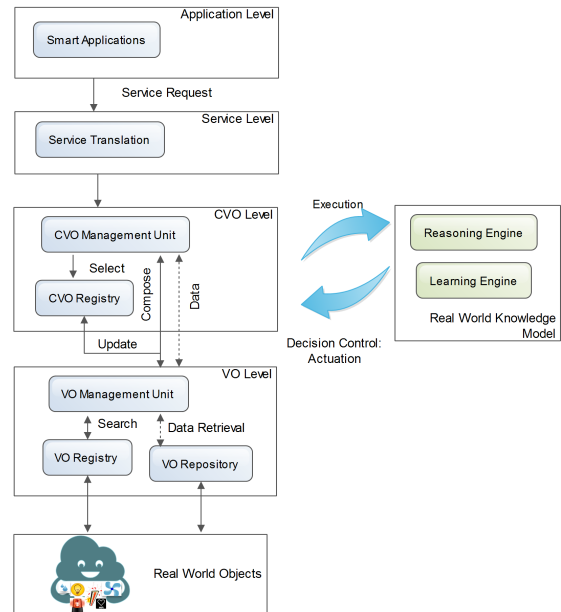 Application Level
Smart Applications
Service Request
Service Level
Service Translation
CVO Level
CVO Management Unit
Select
CVO Registry
Compose
Data
Update
Execution
Reasoning Engine
Learning Engine
Real World Knowledge
Model
Decision Control:
Actuation
VO Level
VO Management Unit
Search
Data Retrieval
VO Registry
VO Repository
Real World Objects